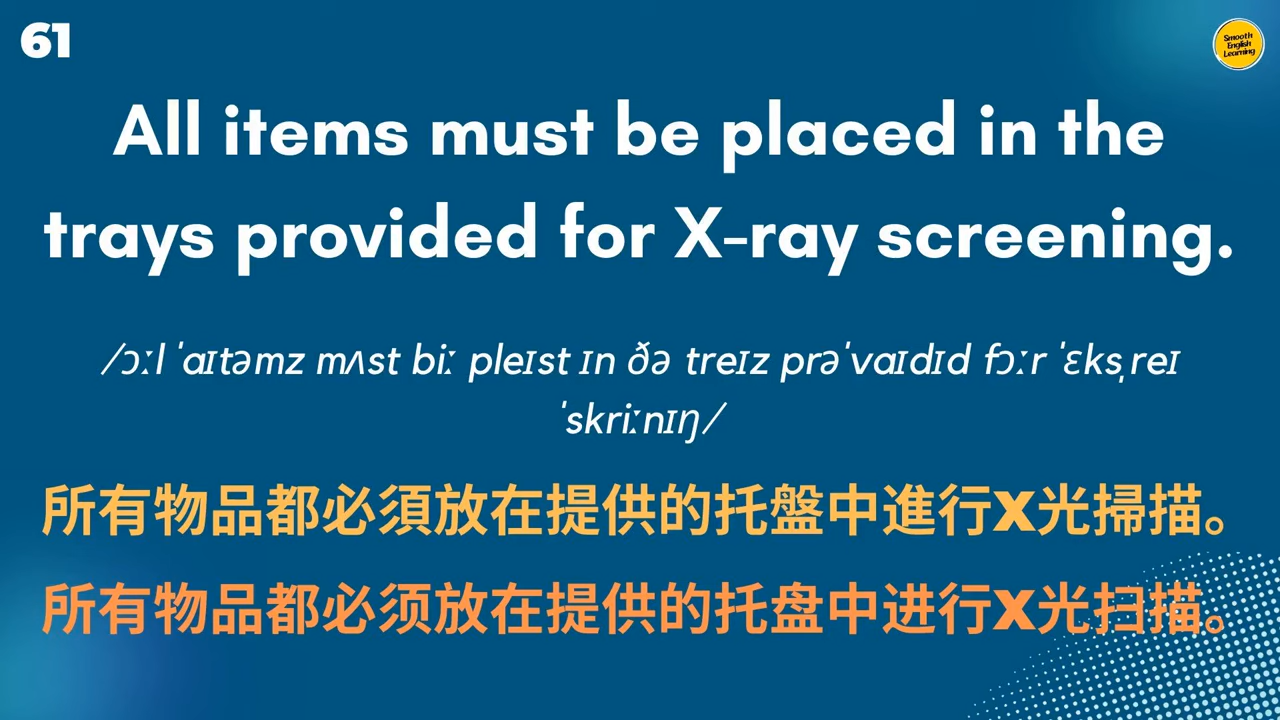 61
Smooth
English
Learning
All items must be placed in the
trays provided for X-ray screening.
/ɔːl ˈaɪtəmz mʌst biː pleɪst ɪn ðə treɪz prəˈvaɪdɪd fɔːr ˈɛksˌreɪ
ˈskriːnɪŋ/
所有物品都必須放在提供的托盤中進行X光掃描。
所有物品都必须放在提供的托盘中进行X光扫描。